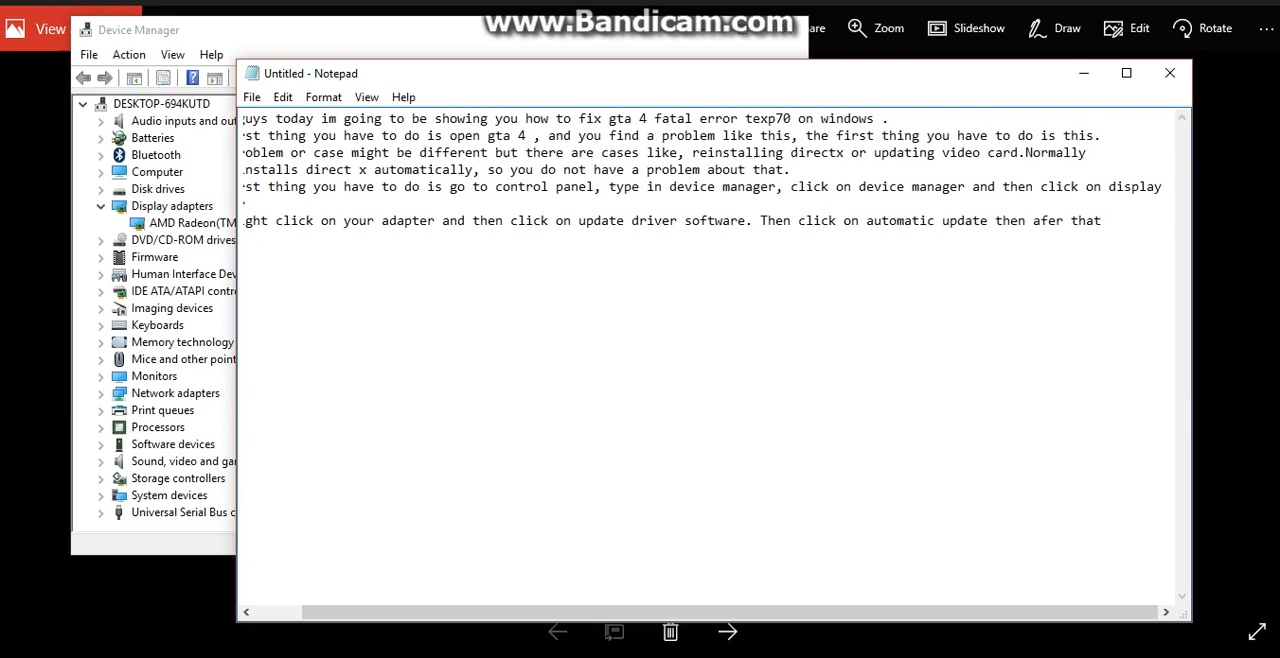 www.Bandicam.com
View
are
Zoom
Slideshow
Draw
Edit
Rotate
Device Manager
File Action View Help
DESKTOP-694KUTD
Audio inputs and out
Batteries
Bluetooth
Computer
Disk drives
Display adapters
AMD Radeon(TM
DVD/CD-ROM drives
Firmware
Human Interface Dev
IDE ATA/ATAPI contro
Imaging devices
Keyboards
Memory technology
Mice and other point
Monitors
Network adapters
Print queues
Processors
Software devices
Sound, video and gam
Storage controllers
System devices
Universal Serial Bus c
Untitled - Notepad
File Edit Format View Help
guys today im going to be showing you how to fix gta 4 fatal error texp70 on windows .
st thing you have to do is open gta 4 , and you find a problem like this, the first thing you have to do is this.
oblem or case might be different but there are cases like, reinstalling directx or updating video card.Normally
nstalls direct x automatically, so you do not have a problem about that.
st thing you have to do is go to control panel, type in device manager, click on device manager and then click on display
.
ght click on your adapter and then click on update driver software. Then click on automatic update then afer that